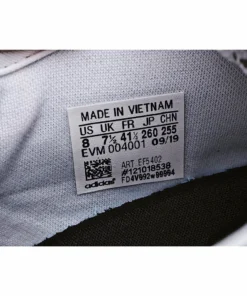 MADE IN VIETNAM
US UK FR JP CHN
8 7½ 41⅓ 260 255
EVM 004001 09/19
ART EF5402
#121018538
adidas